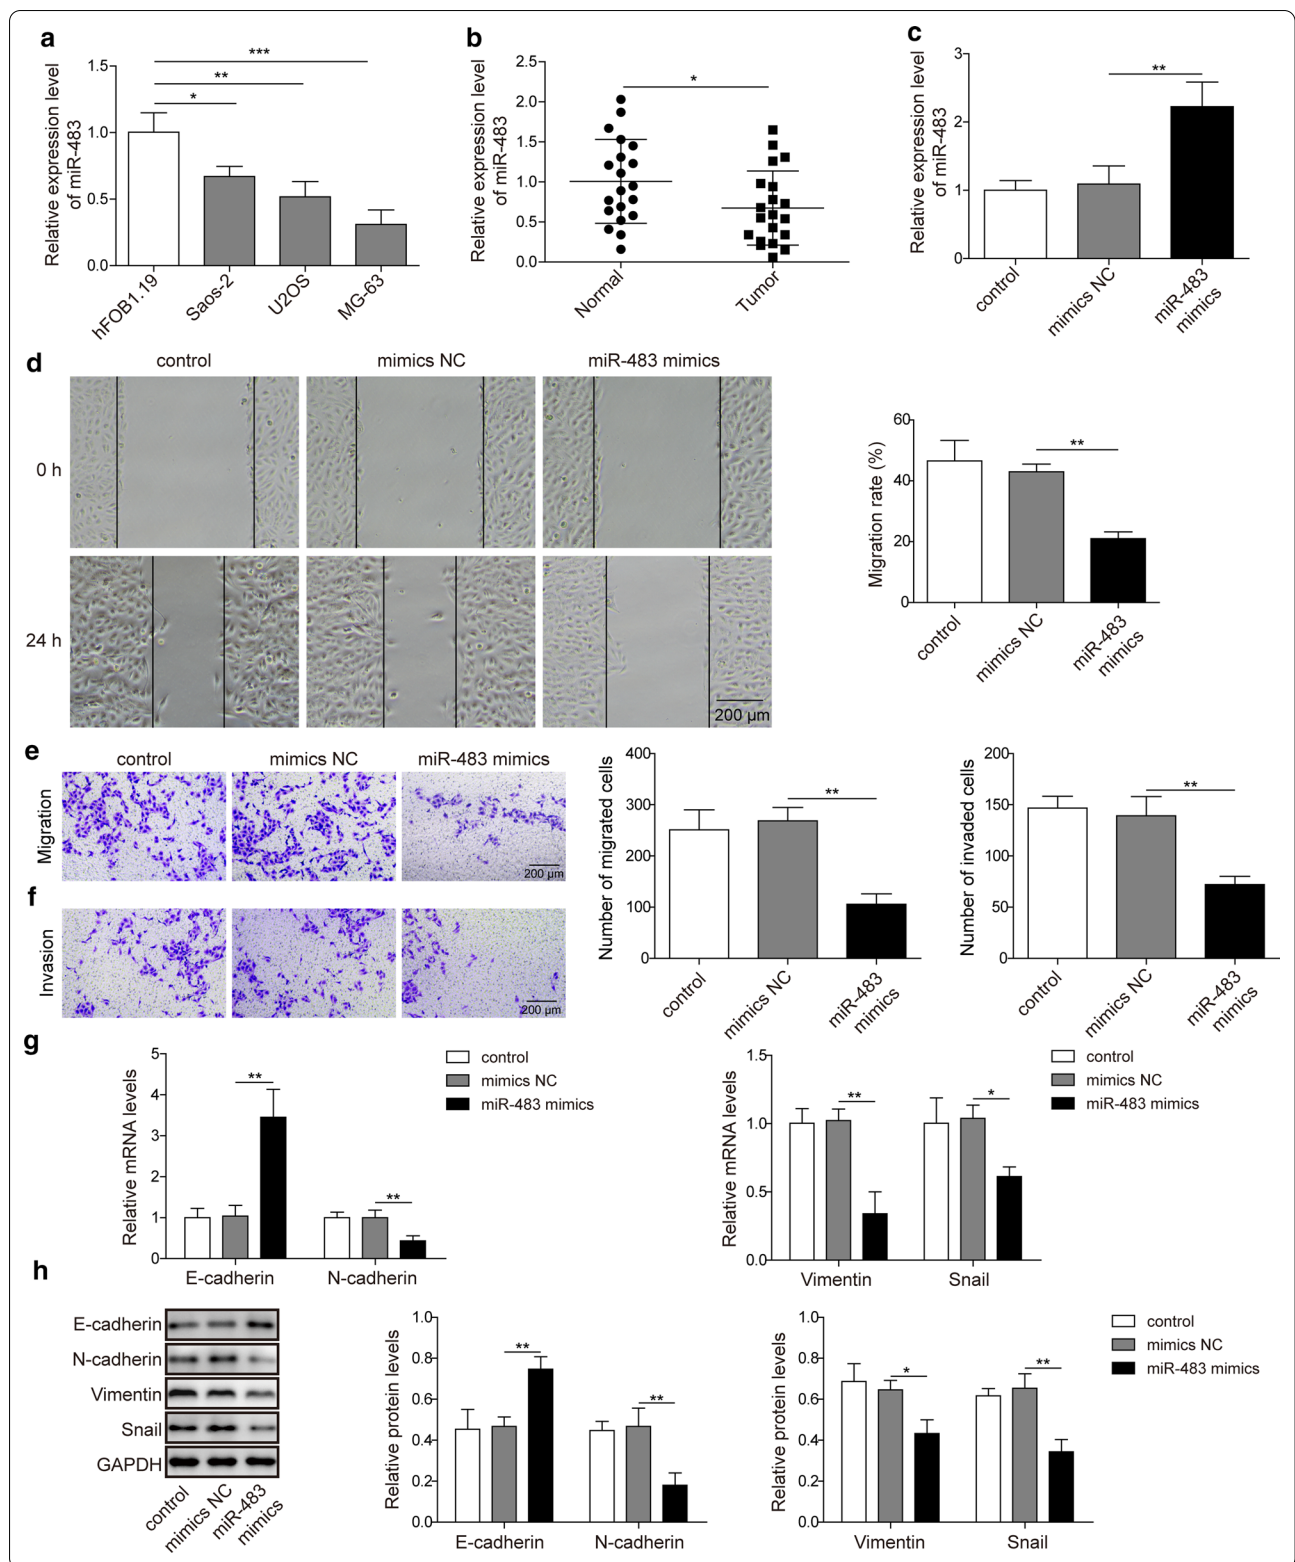 a
Relative expression level
of miR-483
1.5
1.0
0.5
0.0
***
**
*
hFOB1.19
Saos-2
U2OS
MG-63
b
Relative expression level
of miR-483
2.5
2.0
1.5
1.0
0.5
0.0
*
Normal
Tumor
c
Relative expression level
of miR-483
3
2
1
0
**
control
mimics NC
miR-483
mimics
d
control
mimics NC
miR-483 mimics
0 h
24 h
200 μm
Migration rate (%)
60
40
20
0
**
control
mimics NC
miR-483
mimics
e
control
mimics NC
miR-483 mimics
Migration
200 μm
f
Invasion
200 μm
Number of migrated cells
400
300
200
100
0
**
control
mimics NC
miR-483
mimics
Number of invaded cells
200
150
100
50
0
**
control
mimics NC
miR-483
mimics
g
Relative mRNA levels
5
4
3
2
1
0
**
**
E-cadherin
N-cadherin
control
mimics NC
miR-483 mimics
Relative mRNA levels
1.5
1.0
0.5
0.0
**
*
Vimentin
Snail
control
mimics NC
miR-483 mimics
h
E-cadherin
N-cadherin
Vimentin
Snail
GAPDH
control
mimics NC
miR-483
mimics
Relative protein levels
1.0
0.8
0.6
0.4
0.2
0.0
**
**
E-cadherin
N-cadherin
Relative protein levels
1.0
0.8
0.6
0.4
0.2
0.0
*
**
Vimentin
Snail
control
mimics NC
miR-483 mimics